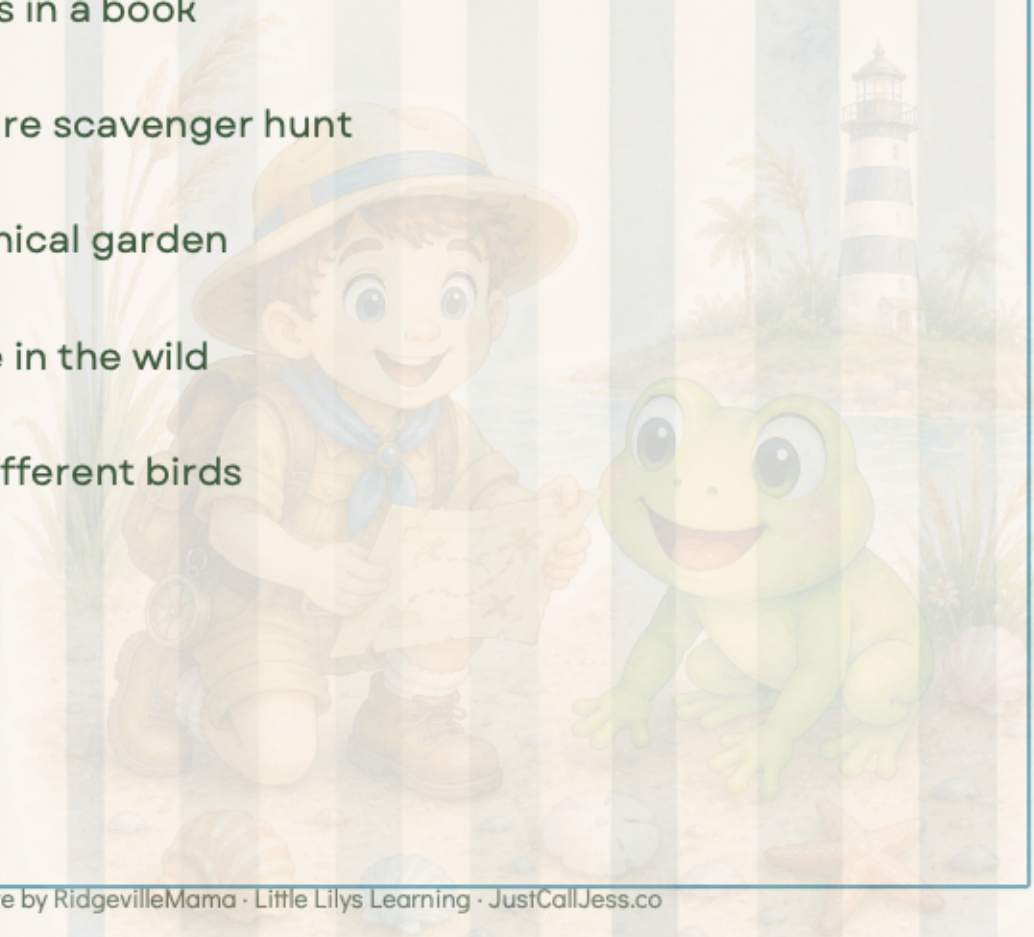 s in a book
re scavenger hunt
nical garden
e in the wild
fferent birds
e by RidgevilleMama · Little Lilys Learning · JustCallJess.co